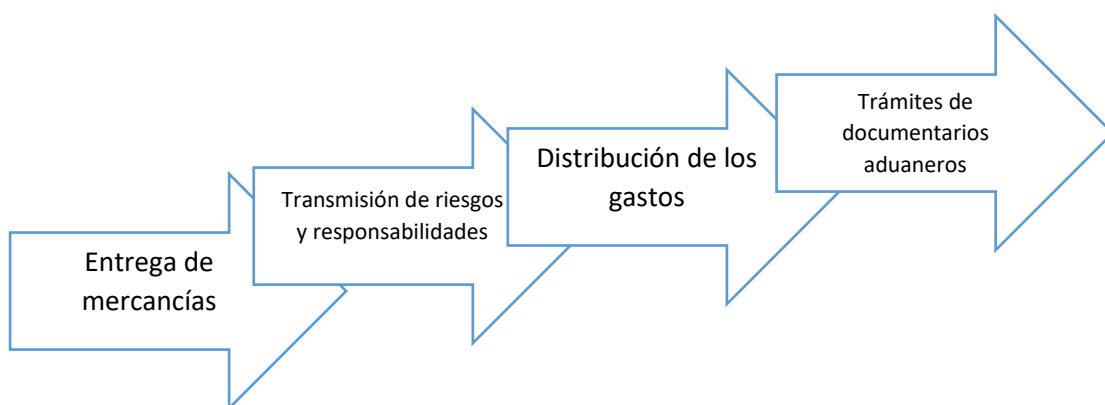 Entrega de
mercancías
Transmisión de riesgos
y responsabilidades
Distribución de los
gastos
Trámites de
documentarios
aduaneros